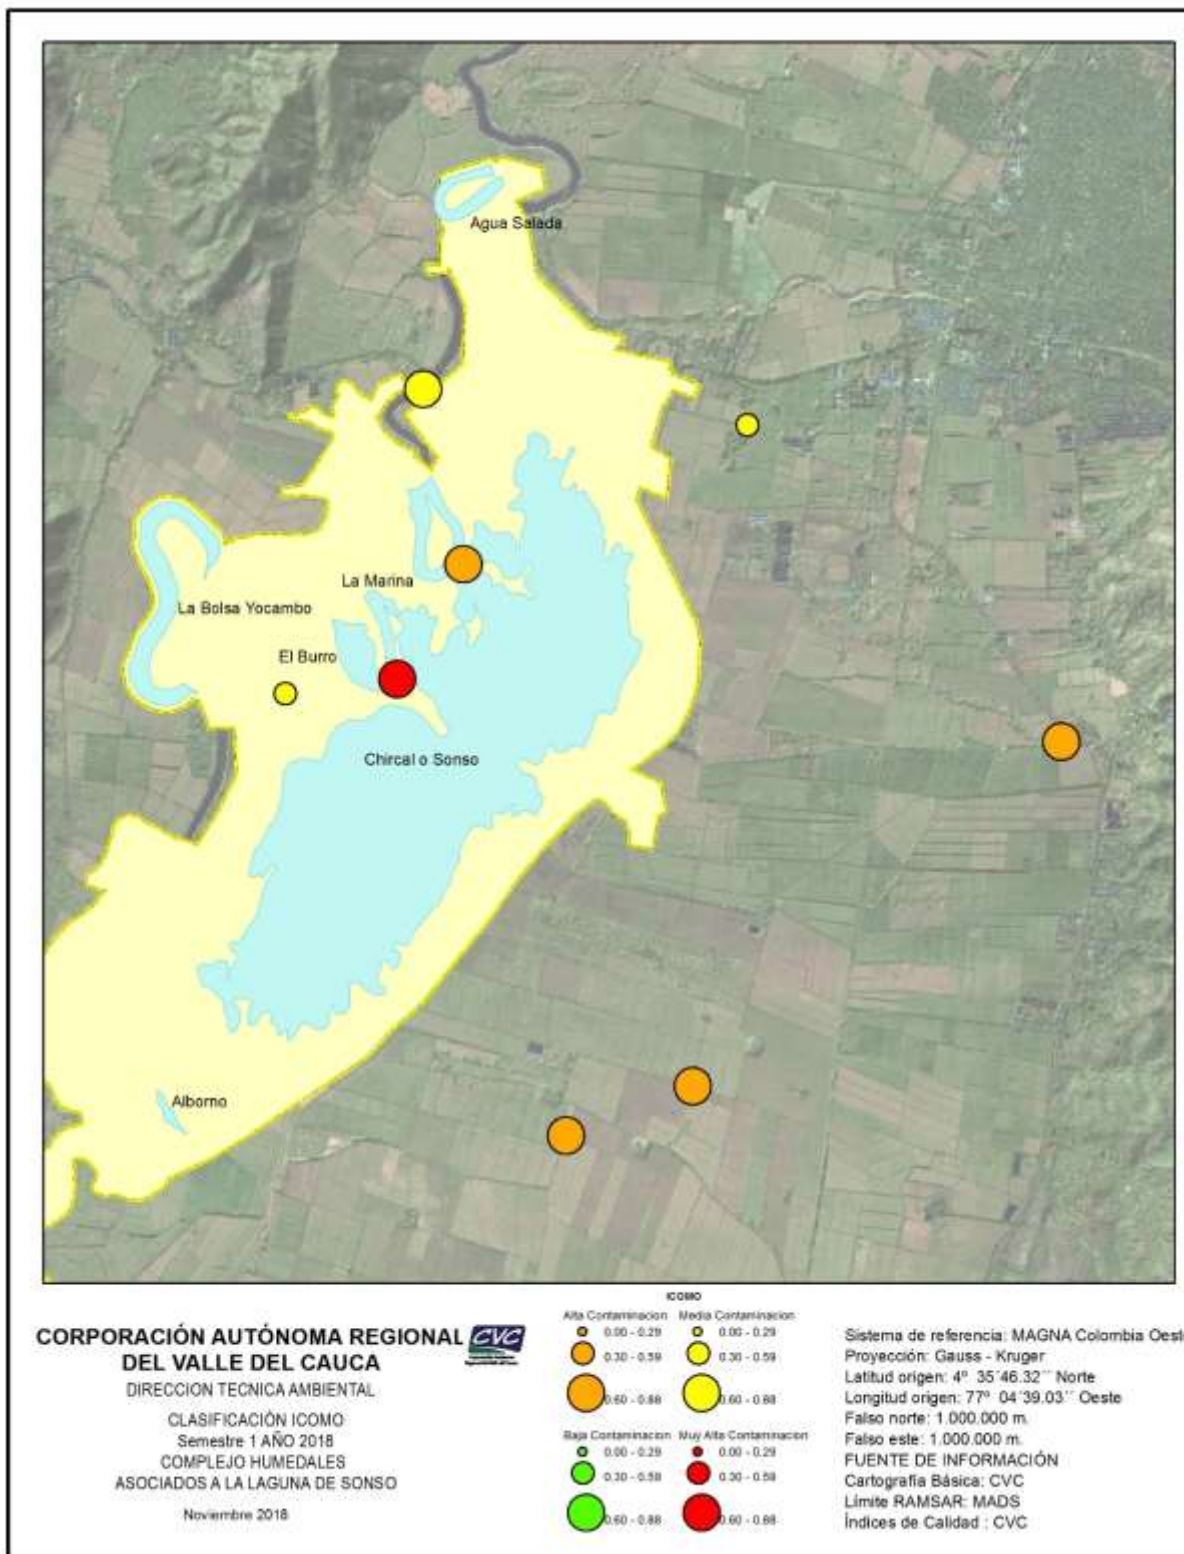 Agua Salada
La Marina
La Bolsa Yocambo
El Burro
Chircal o Sonso
Alborno
CORPORACIÓN AUTÓNOMA REGIONAL
DEL VALLE DEL CAUCA
CVC
DIRECCION TECNICA AMBIENTAL
CLASIFICACIÓN ICOMO
Semestre 1 AÑO 2018
COMPLEJO HUMEDALES
ASOCIADOS A LA LAGUNA DE SONSO
Noviembre 2018
ICOMO
Alta Contaminacion
0.00 - 0.29
0.30 - 0.59
0.60 - 0.88
Media Contaminacion
0.00 - 0.29
0.30 - 0.59
0.60 - 0.88
Baja Contaminacion
0.00 - 0.29
0.30 - 0.59
0.60 - 0.88
Muy Alta Contaminacion
0.00 - 0.29
0.30 - 0.59
0.60 - 0.88
Sistema de referencia: MAGNA Colombia Oest
Proyección: Gauss - Kruger
Latitud origen: 4º 35´46.32´´ Norte
Longitud origen: 77º 04´39.03´´ Oeste
Falso norte: 1.000.000 m.
Falso este: 1.000.000 m.
FUENTE DE INFORMACIÓN
Cartografía Básica: CVC
Límite RAMSAR: MADS
Índices de Calidad : CVC